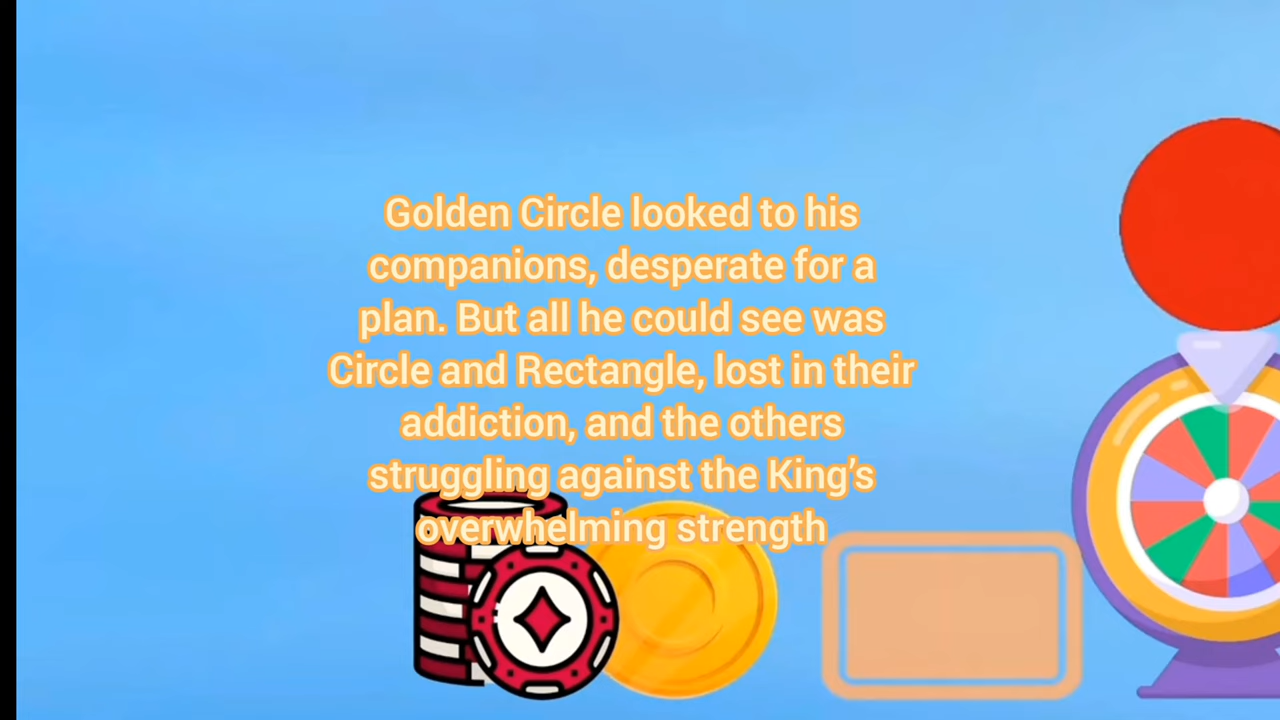 Golden Circle looked to his
companions, desperate for a
plan. But all he could see was
Circle and Rectangle, lost in their
addiction, and the others
struggling against the King’s
overwhelming strength